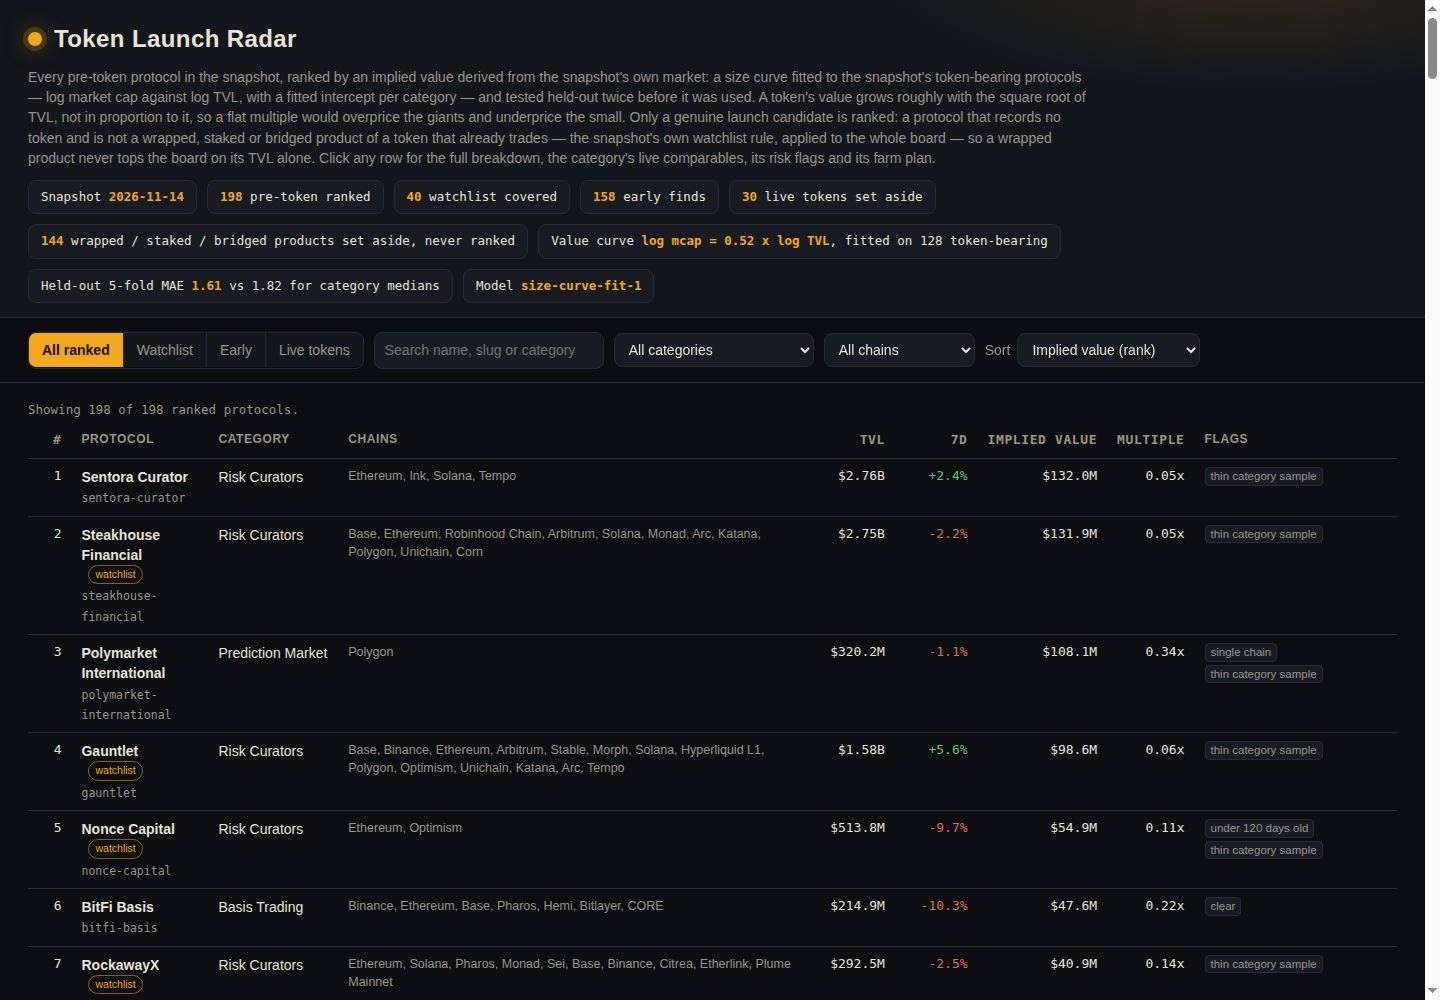 Token Launch Radar
Every pre-token protocol in the snapshot, ranked by an implied value derived from the snapshot's own market: a size curve fitted to the snapshot's token-bearing protocols
— log market cap against log TVL, with a fitted intercept per category — and tested held-out twice before it was used. A token's value grows roughly with the square root of
TVL, not in proportion to it, so a flat multiple would overprice the giants and underprice the small. Only a genuine launch candidate is ranked: a protocol that records no
token and is not a wrapped, staked or bridged product of a token that already trades — the snapshot's own watchlist rule, applied to the whole board — so a wrapped
product never tops the board on its TVL alone. Click any row for the full breakdown, the category's live comparables, its risk flags and its farm plan.
Snapshot 2026-11-14
198 pre-token ranked
40 watchlist covered
158 early finds
30 live tokens set aside
144 wrapped / staked / bridged products set aside, never ranked
Value curve log mcap = 0.52 x log TVL, fitted on 128 token-bearing
Held-out 5-fold MAE 1.61 vs 1.82 for category medians
Model size-curve-fit-1
All ranked
Watchlist
Early
Live tokens
Search name, slug or category
All categories
All chains
Sort
Implied value (rank)
Showing 198 of 198 ranked protocols.
# PROTOCOL CATEGORY CHAINS TVL 7D IMPLIED VALUE MULTIPLE FLAGS
1 Sentora Curator Risk Curators Ethereum, Ink, Solana, Tempo $2.76B +2.4% $132.0M 0.05x thin category sample
sentora-curator
2 Steakhouse Risk Curators Base, Ethereum, Robinhood Chain, Arbitrum, Solana, Monad, Arc, Katana, $2.75B -2.2% $131.9M 0.05x thin category sample
Financial Polygon, Unichain, Corn
watchlist
steakhouse-
financial
3 Polymarket Prediction Market Polygon $320.2M -1.1% $108.1M 0.34x single chain
International thin category sample
polymarket-
international
4 Gauntlet Risk Curators Base, Binance, Ethereum, Arbitrum, Stable, Morph, Solana, Hyperliquid L1, $1.58B +5.6% $98.6M 0.06x thin category sample
watchlist Polygon, Optimism, Unichain, Katana, Arc, Tempo
gauntlet
5 Nonce Capital Risk Curators Ethereum, Optimism $513.8M -9.7% $54.9M 0.11x under 120 days old
watchlist thin category sample
nonce-capital
6 BitFi Basis Basis Trading Binance, Ethereum, Base, Pharos, Hemi, Bitlayer, CORE $214.9M -10.3% $47.6M 0.22x clear
bitfi-basis
7 RockawayX Risk Curators Ethereum, Solana, Pharos, Monad, Sei, Base, Binance, Citrea, Etherlink, Plume $292.5M -2.5% $40.9M 0.14x thin category sample
watchlist Mainnet